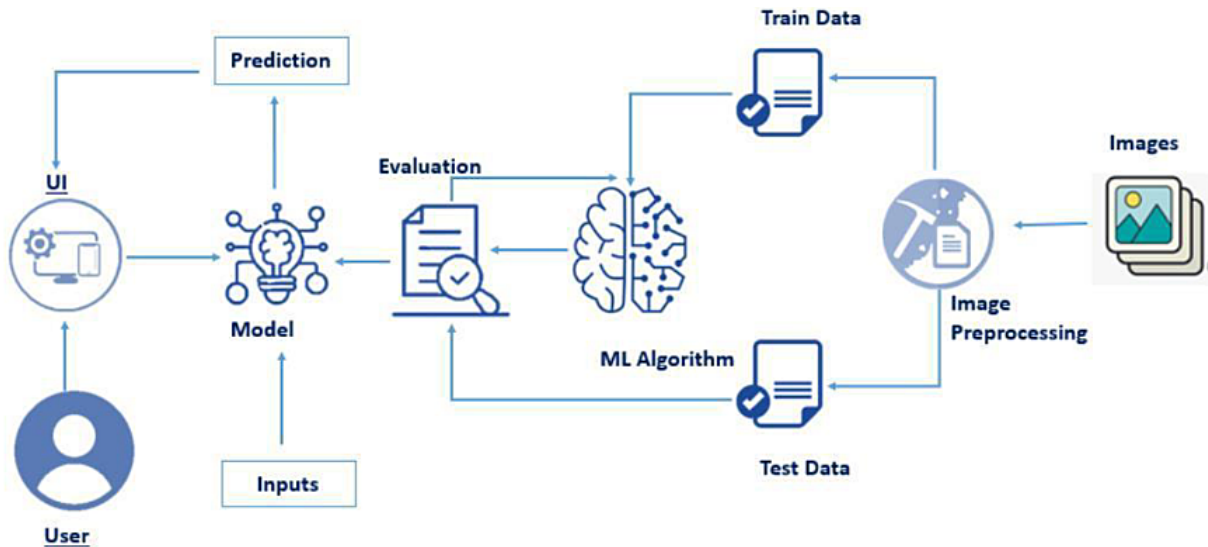 Train Data
Prediction
Images
Evaluation
UI
Image
Preprocessing
Model
ML Algorithm
Test Data
Inputs
User